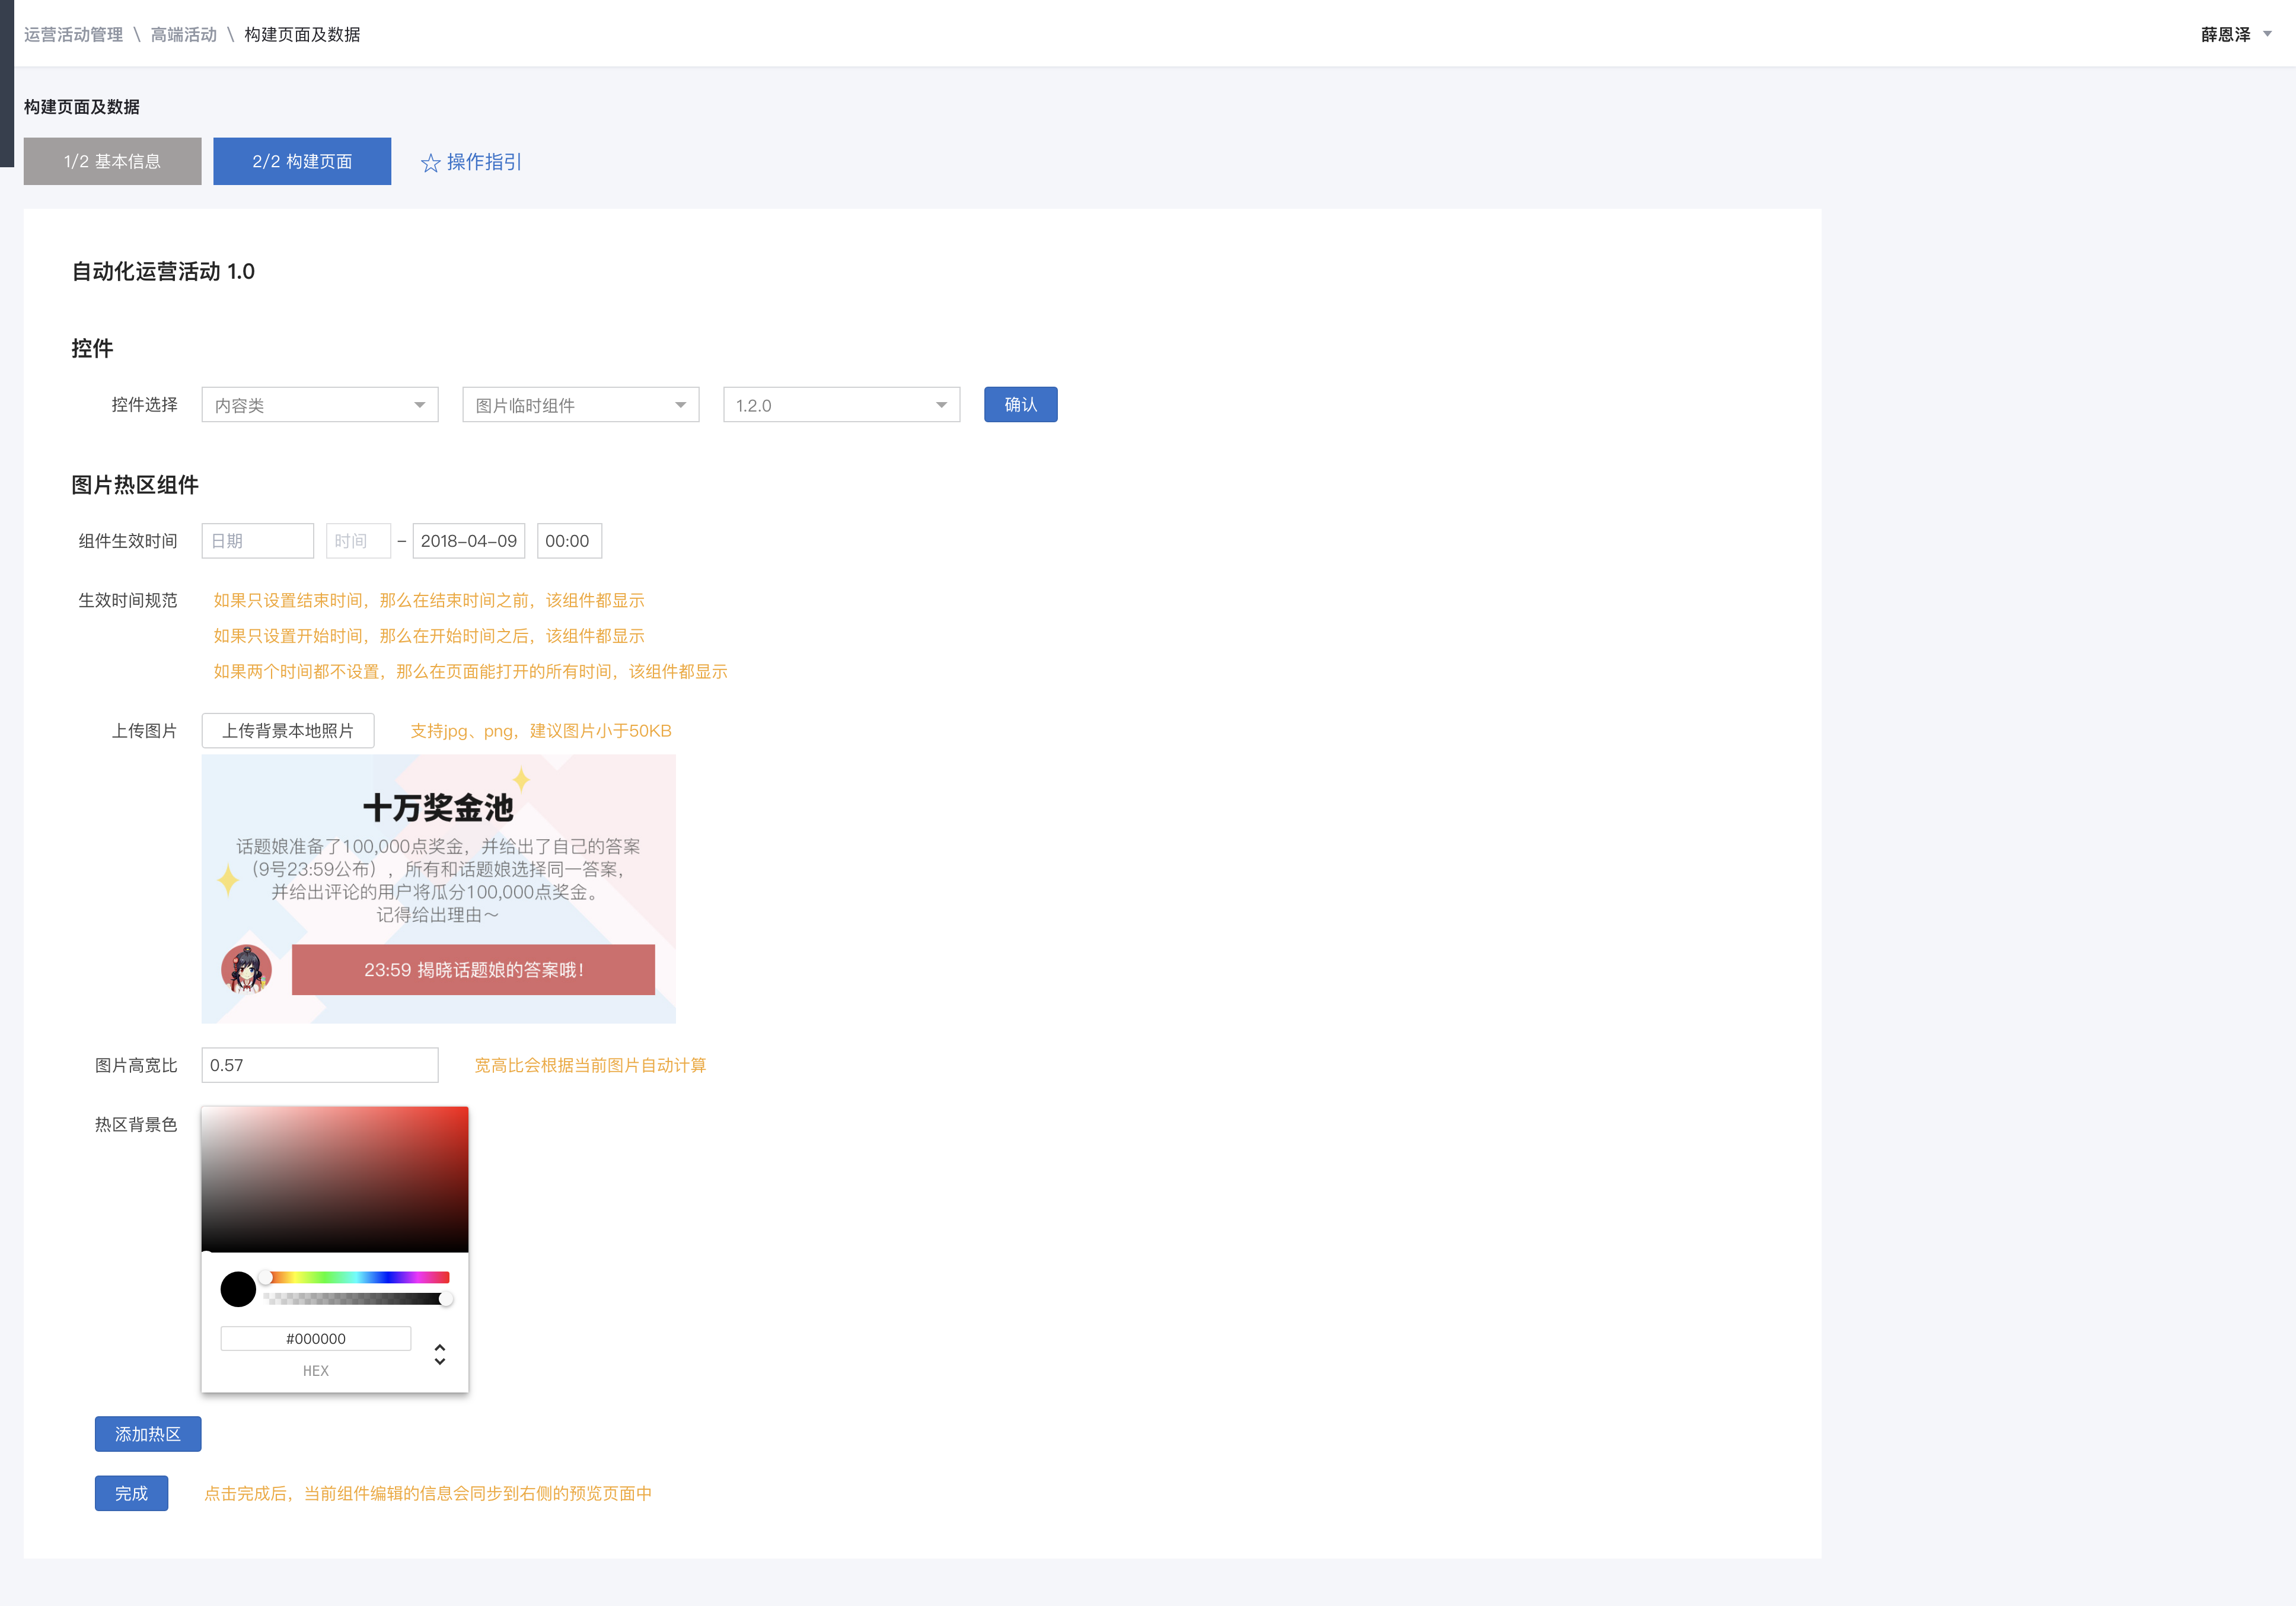 运营活动管理 \ 高端活动 \ 构建页面及数据
薛恩泽
构建页面及数据
1/2 基本信息
2/2 构建页面
☆ 操作指引
自动化运营活动 1.0
控件
控件选择 内容类 图片临时组件 1.2.0 确认
图片热区组件
组件生效时间 日期 时间 – 2018-04-09 00:00
生效时间规范 如果只设置结束时间，那么在结束时间之前，该组件都显示
如果只设置开始时间，那么在开始时间之后，该组件都显示
如果两个时间都不设置，那么在页面能打开的所有时间，该组件都显示
上传图片 上传背景本地照片 支持jpg、png，建议图片小于50KB
十万奖金池
话题娘准备了100,000点奖金，并给出了自己的答案
（9号23:59公布），所有和话题娘选择同一答案，
并给出评论的用户将瓜分100,000点奖金。
记得给出理由～
23:59 揭晓话题娘的答案哦！
图片高宽比 0.57 宽高比会根据当前图片自动计算
热区背景色
#000000
HEX
添加热区
完成 点击完成后，当前组件编辑的信息会同步到右侧的预览页面中